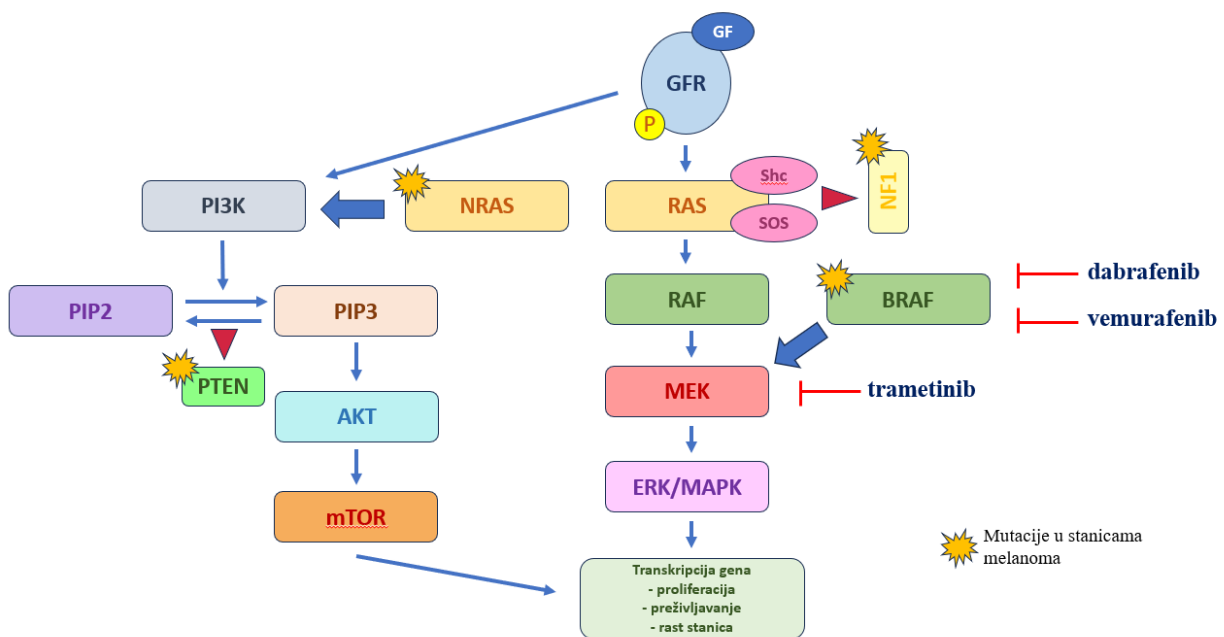 GF
GFR
P
Shc
NF1
PI3K
NRAS
RAS
SOS
dabrafenib
PIP2
PIP3
RAF
BRAF
vemurafenib
PTEN
MEK
trametinib
AKT
ERK/MAPK
mTOR
Mutacije u stanicama
melanoma
Transkripcija gena
- proliferacija
- preživljavanje
- rast stanica